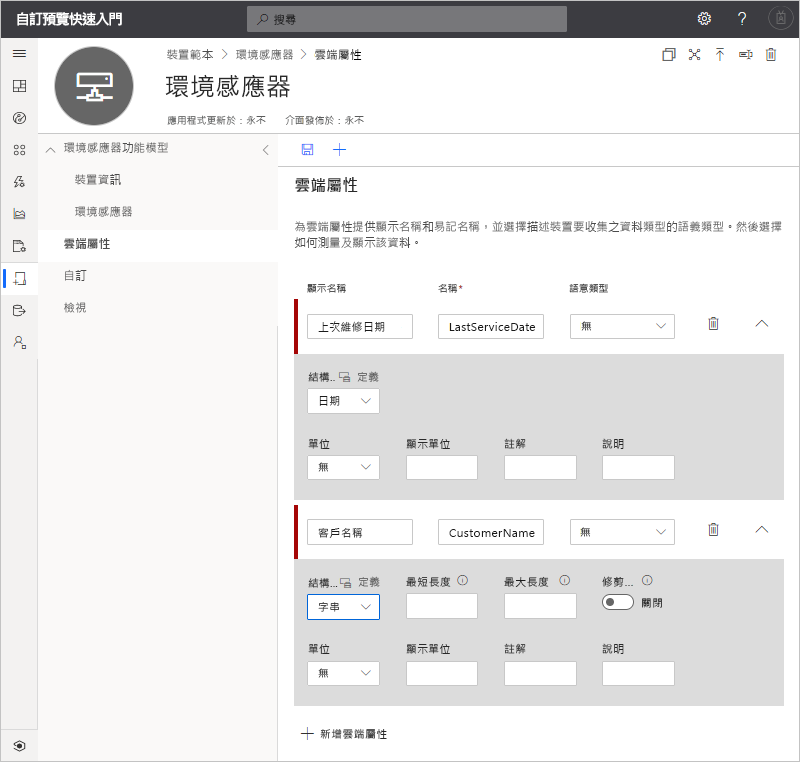 自訂預覽快速入門
搜尋
?
裝置範本 > 環境感應器 > 雲端屬性
環境感應器
應用程式更新於：永不 介面發佈於：永不
環境感應器功能模型
裝置資訊
環境感應器
雲端屬性
自訂
檢視
雲端屬性
為雲端屬性提供顯示名稱和易記名稱，並選擇描述裝置要收集之資料類型的語義類型。然後選擇
如何測量及顯示該資料。
顯示名稱 名稱* 語意類型
上次維修日期 LastServiceDate 無
結構.. 定義
日期
單位 顯示單位 註解 說明
無
客戶名稱 CustomerName 無
結構... 定義 最短長度 最大長度 修剪...
字串 關閉
單位 顯示單位 註解 說明
無
新增雲端屬性